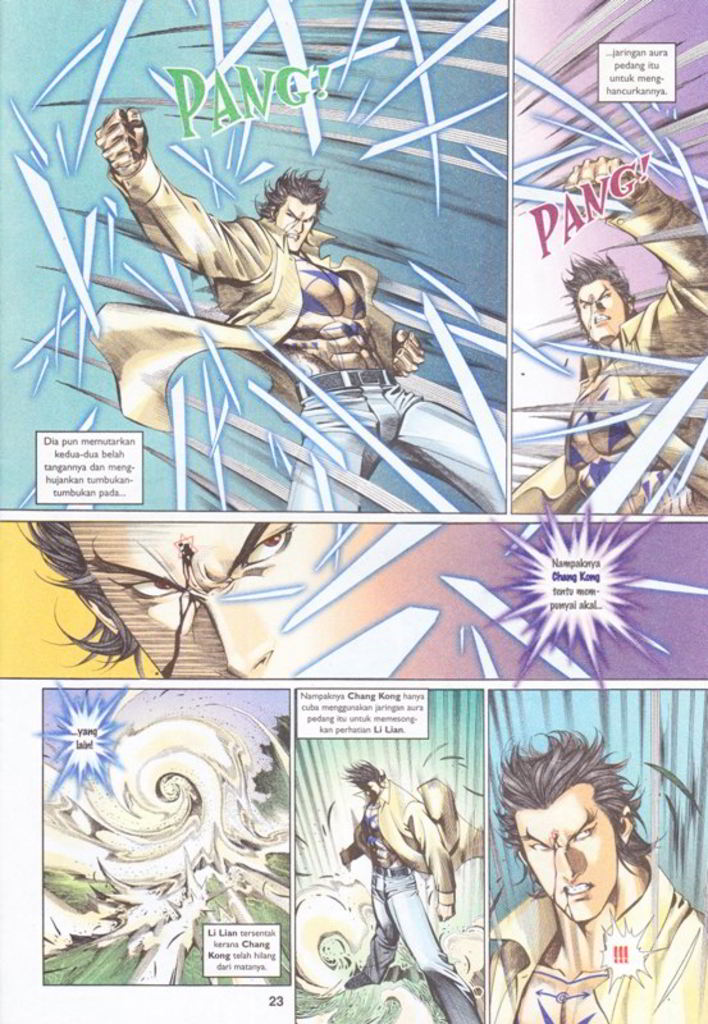 PANG!
Dia pun memutarkan
kedua-dua belah
tangannya dan meng-
hujankan tumbukan-
tumbukan pada...
...jaringan aura
pedang itu
untuk meng-
hancurkannya.
PANG!
Nampaknya
Chang Kong
tentu mem-
punyai akal...
...yang
lain!
Li Lian tersentak
kerana Chang
Kong telah hilang
dari matanya.
Nampaknya Chang Kong hanya
cuba menggunakan jaringan aura
pedang itu untuk memesong-
kan perhatian Li Lian.
!!!
23